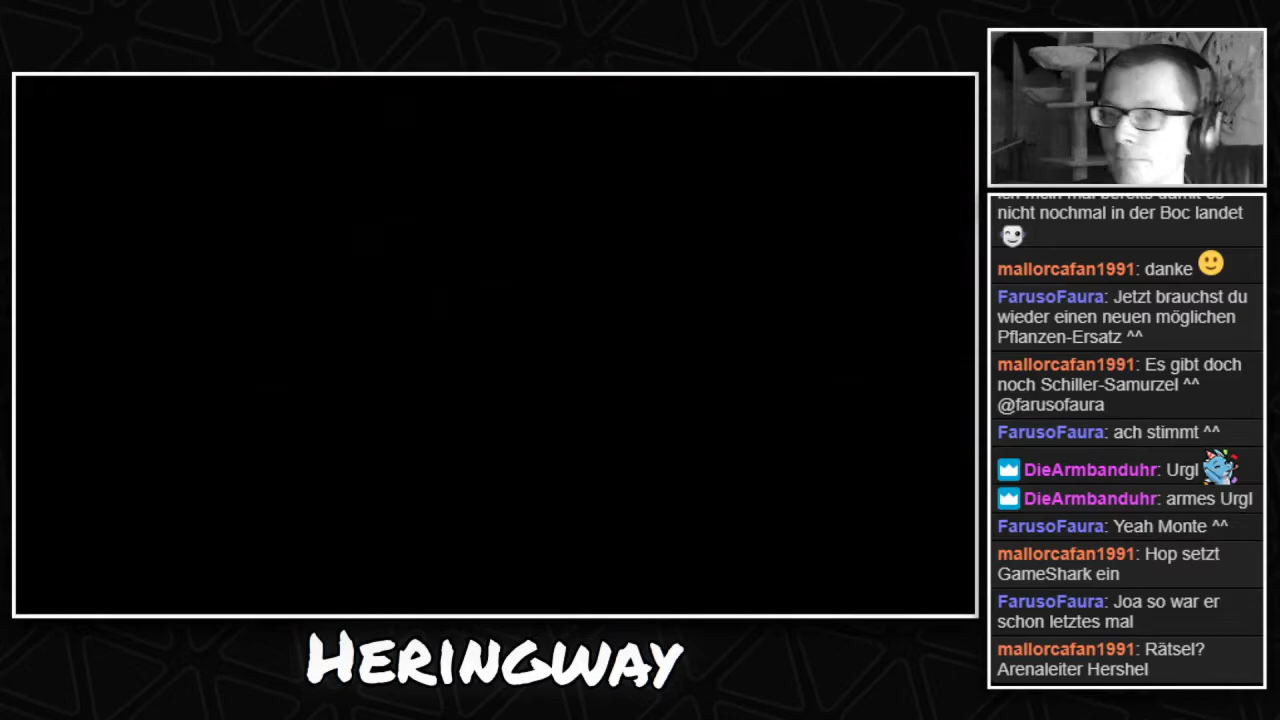 nicht nochmal in der Boc landet
mallorcafan1991: danke
FarusoFaura: Jetzt brauchst du
wieder einen neuen möglichen
Pflanzen-Ersatz ^^
mallorcafan1991: Es gibt doch
noch Schiller-Samurzel ^^
@farusofaura
FarusoFaura: ach stimmt ^^
DieArmbanduhr: Urgl
DieArmbanduhr: armes Urgl
FarusoFaura: Yeah Monte ^^
mallorcafan1991: Hop setzt
GameShark ein
FarusoFaura: Joa so war er
schon letztes mal
mallorcafan1991: Rätsel?
Arenaleiter Hershel
HERINGWAY